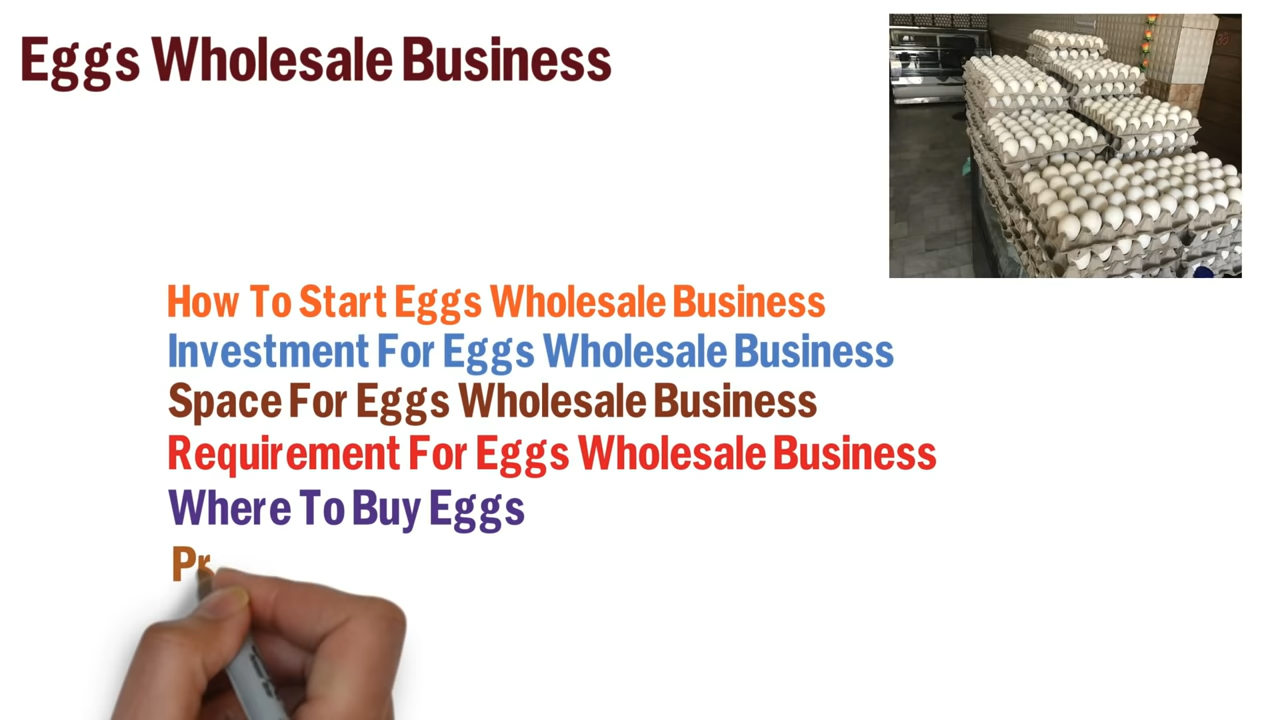 Eggs Wholesale Business
How To Start Eggs Wholesale Business
Investment For Eggs Wholesale Business
Space For Eggs Wholesale Business
Requirement For Eggs Wholesale Business
Where To Buy Eggs
Pr